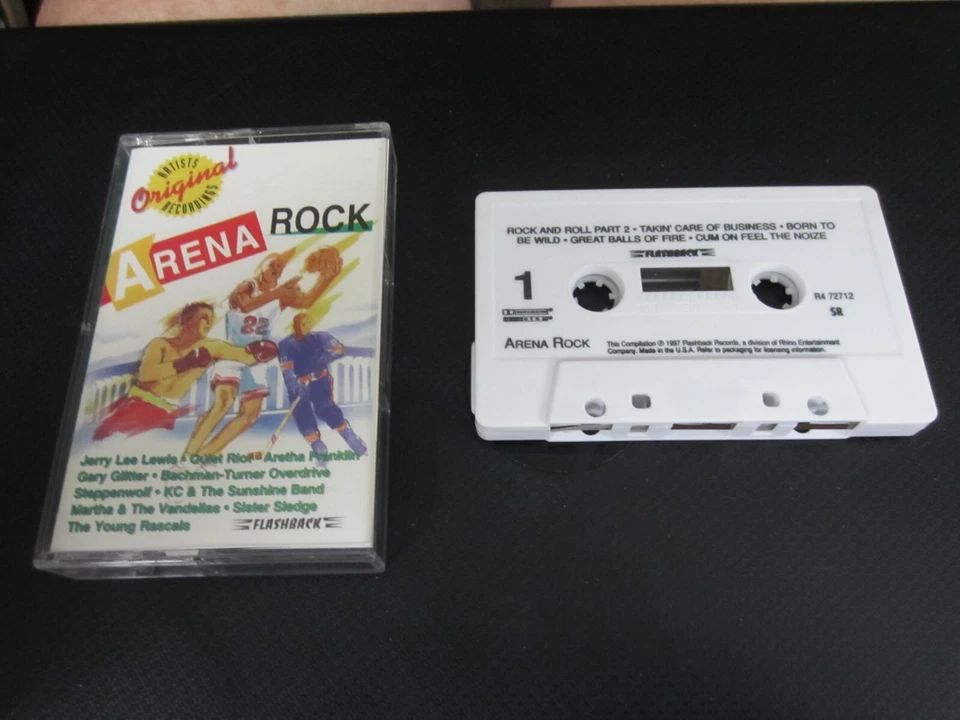 ARTISTS
Original
RECORDINGS
ARENA ROCK
22
Jerry Lee Lewis • Quiet Riot • Aretha Franklin
Gary Glitter • Bachman-Turner Overdrive
Steppenwolf • KC & The Sunshine Band
Martha & The Vandellas • Sister Sledge
The Young Rascals
FLASHBACK
ROCK AND ROLL PART 2 • TAKIN' CARE OF BUSINESS • BORN TO
BE WILD • GREAT BALLS OF FIRE • CUM ON FEEL THE NOIZE
FLASHBACK
1
R4 72712
SR
ARENA ROCK
This Compilation ℗ 1997 Flashback Records, a division of Rhino Entertainment
Company. Made in the U.S.A. Refer to packaging for licensing information.